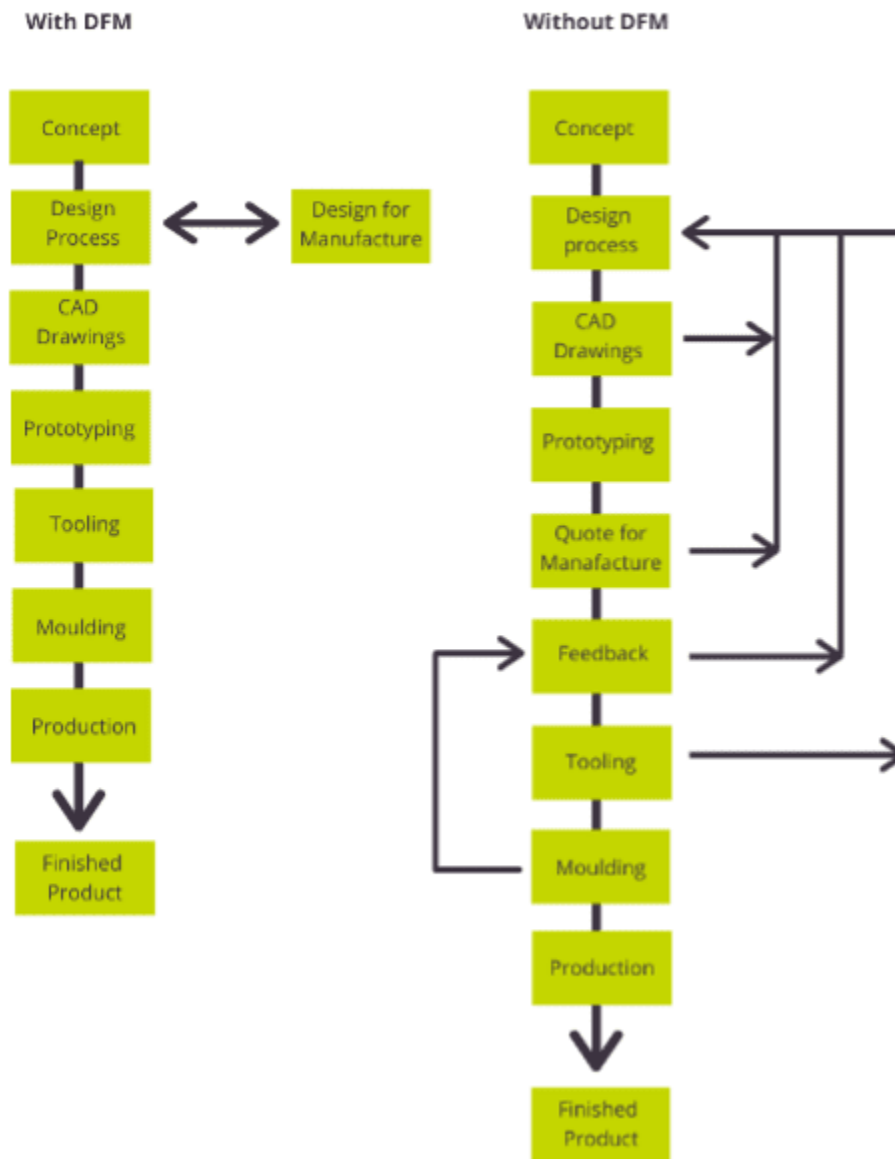 With DFM
Concept
Design
Process
Design for
Manufacture
CAD
Drawings
Prototyping
Tooling
Moulding
Production
Finished
Product
Without DFM
Concept
Design
process
CAD
Drawings
Prototyping
Quote for
Manafacture
Feedback
Tooling
Moulding
Production
Finished
Product